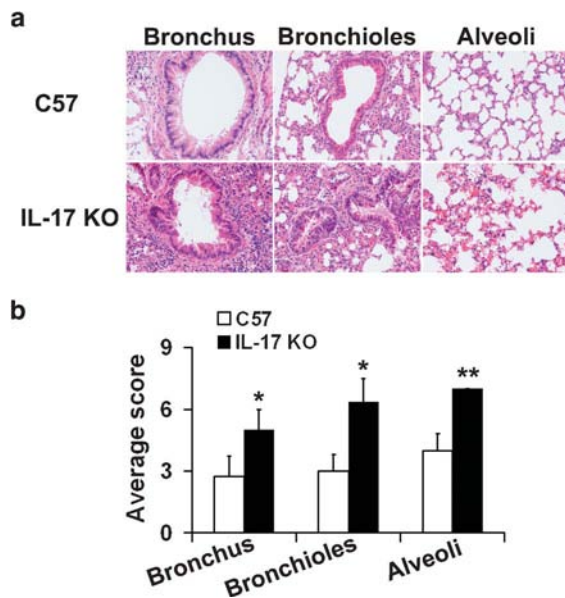 a
Bronchus Bronchioles Alveoli
C57
IL-17 KO
b
C57
IL-17 KO
Average score
9
6
3
0
*
*
**
Bronchus Bronchioles Alveoli